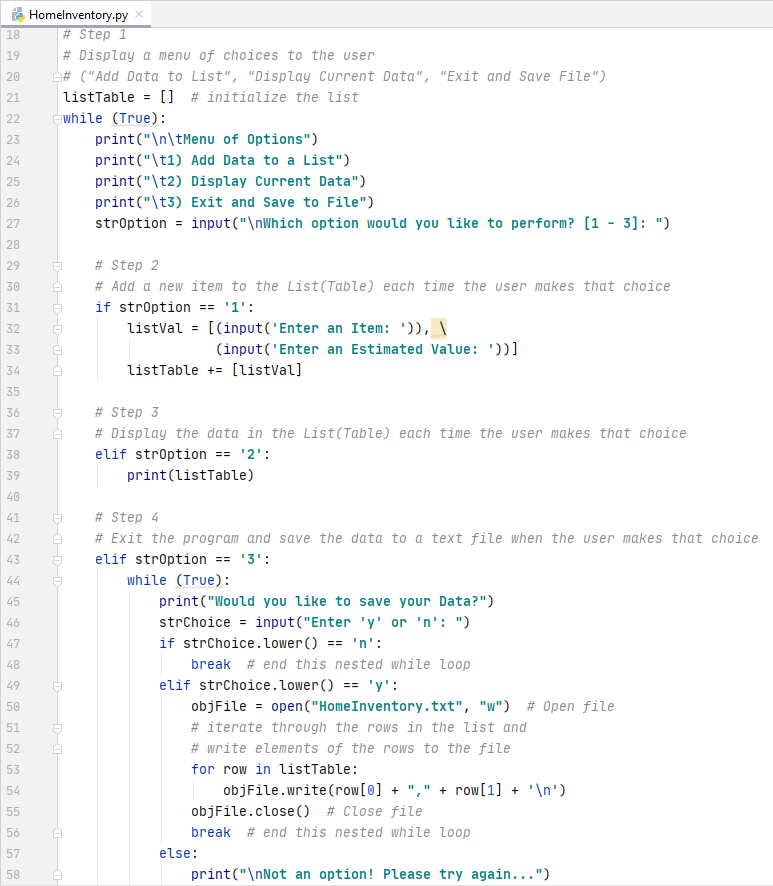 HomeInventory.py
18 # Step 1
19 # Display a menu of choices to the user
20 # ("Add Data to List", "Display Current Data", "Exit and Save File")
21 listTable = []  # initialize the list
22 while (True):
23     print("\n\tMenu of Options")
24     print("\t1) Add Data to a List")
25     print("\t2) Display Current Data")
26     print("\t3) Exit and Save to File")
27     strOption = input("\nWhich option would you like to perform? [1 - 3]: ")
28
29     # Step 2
30     # Add a new item to the List(Table) each time the user makes that choice
31     if strOption == '1':
32         listVal = [(input('Enter an Item: ')), \
33                    (input('Enter an Estimated Value: '))]
34         listTable += [listVal]
35
36     # Step 3
37     # Display the data in the List(Table) each time the user makes that choice
38     elif strOption == '2':
39         print(listTable)
40
41     # Step 4
42     # Exit the program and save the data to a text file when the user makes that choice
43     elif strOption == '3':
44         while (True):
45             print("Would you like to save your Data?")
46             strChoice = input("Enter 'y' or 'n': ")
47             if strChoice.lower() == 'n':
48                 break  # end this nested while loop
49             elif strChoice.lower() == 'y':
50                 objFile = open("HomeInventory.txt", "w")  # Open file
51                 # iterate through the rows in the list and
52                 # write elements of the rows to the file
53                 for row in listTable:
54                     objFile.write(row[0] + "," + row[1] + '\n')
55                 objFile.close()  # Close file
56                 break  # end this nested while loop
57             else:
58                 print("\nNot an option! Please try again...")